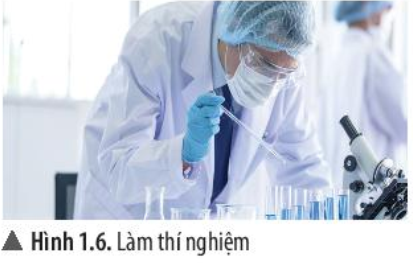 ▲ Hình 1.6. Làm thí nghiệm